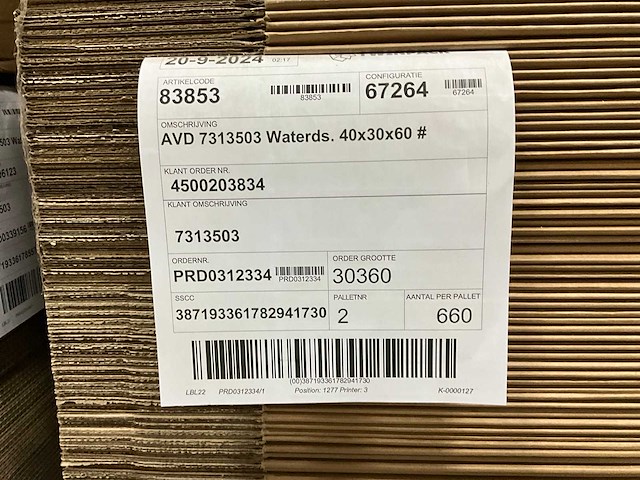 20-9-2024 02:17
ARTIKELCODE
83853
83853
CONFIGURATIE
67264
67264
OMSCHRIJVING
AVD 7313503 Waterds. 40x30x60 #
KLANT ORDER NR.
4500203834
KLANT OMSCHRIJVING
7313503
ORDERNR.
PRD0312334
PRD0312334
ORDER GROOTTE
30360
SSCC
387193361782941730
PALLETNR
2
AANTAL PER PALLET
660
(00)387193361782941730
LBL22 PRD0312334/1 Position: 1277 Printer: 3 K-0000127